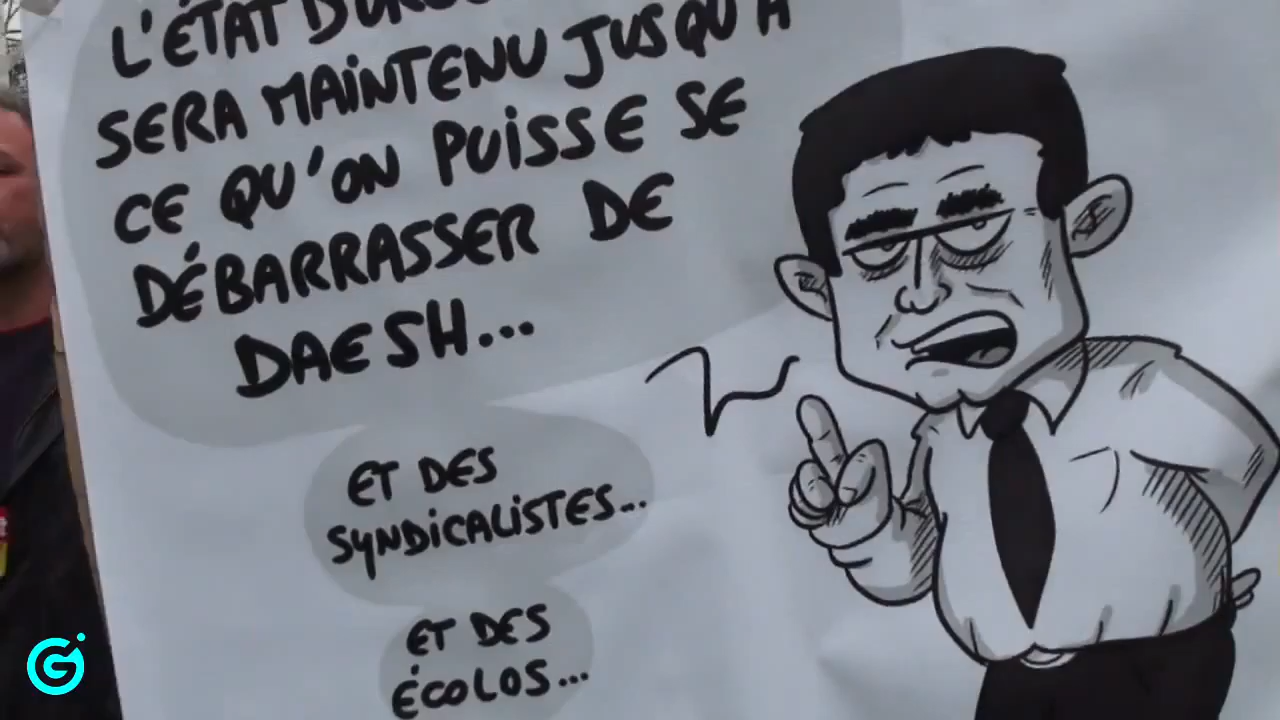 L'ÉTAT
SERA MAINTENU JUSQU'À
CE QU'ON PUISSE SE
DÉBARRASSER DE
DAESH...
ET DES
SYNDICALISTES...
ET DES
ÉCOLOS...